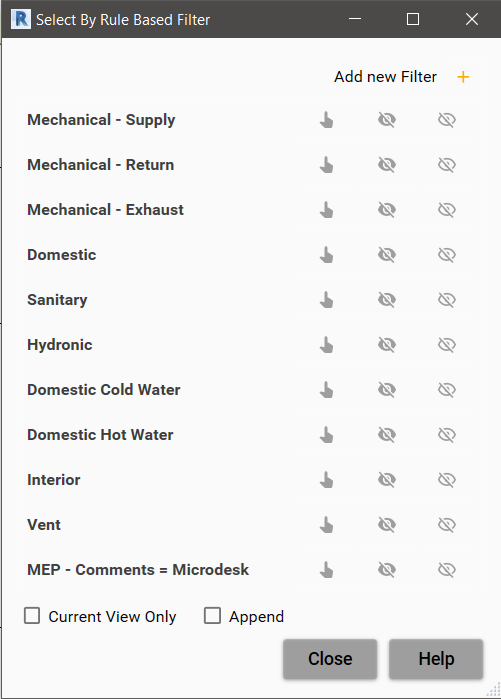 R Select By Rule Based Filter
Add new Filter +
Mechanical - Supply
Mechanical - Return
Mechanical - Exhaust
Domestic
Sanitary
Hydronic
Domestic Cold Water
Domestic Hot Water
Interior
Vent
MEP - Comments = Microdesk
Current View Only Append
Close Help